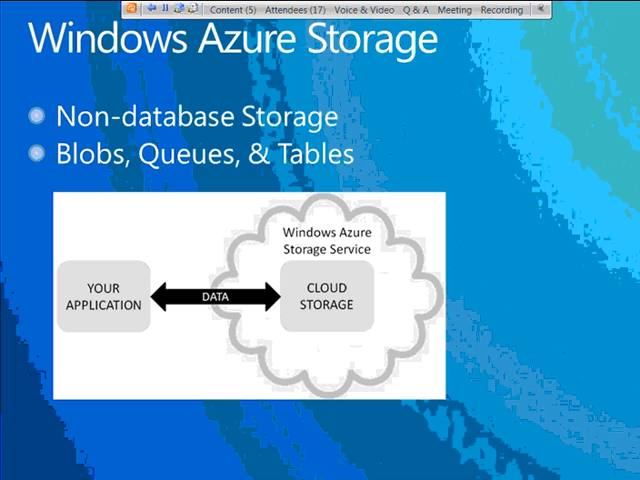 Content (5) Attendees (17) Voice & Video Q & A Meeting Recording
Windows Azure Storage
Non-database Storage
Blobs, Queues, & Tables
Windows Azure
Storage Service
YOUR
APPLICATION
DATA
CLOUD
STORAGE